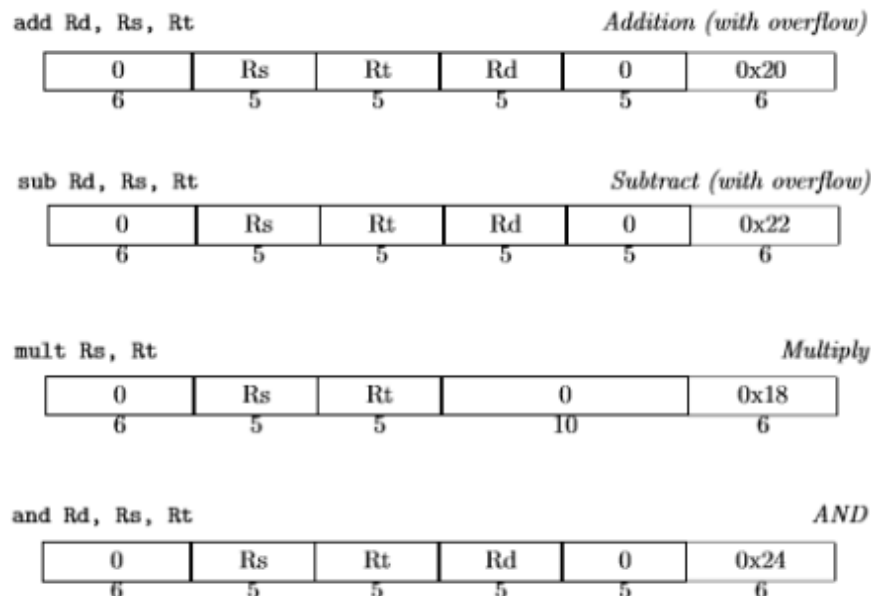 add Rd, Rs, Rt Addition (with overflow)
0 Rs Rt Rd 0 0x20
6 5 5 5 5 6
sub Rd, Rs, Rt Subtract (with overflow)
0 Rs Rt Rd 0 0x22
6 5 5 5 5 6
mult Rs, Rt Multiply
0 Rs Rt 0 0x18
6 5 5 10 6
and Rd, Rs, Rt AND
0 Rs Rt Rd 0 0x24
6 5 5 5 5 6